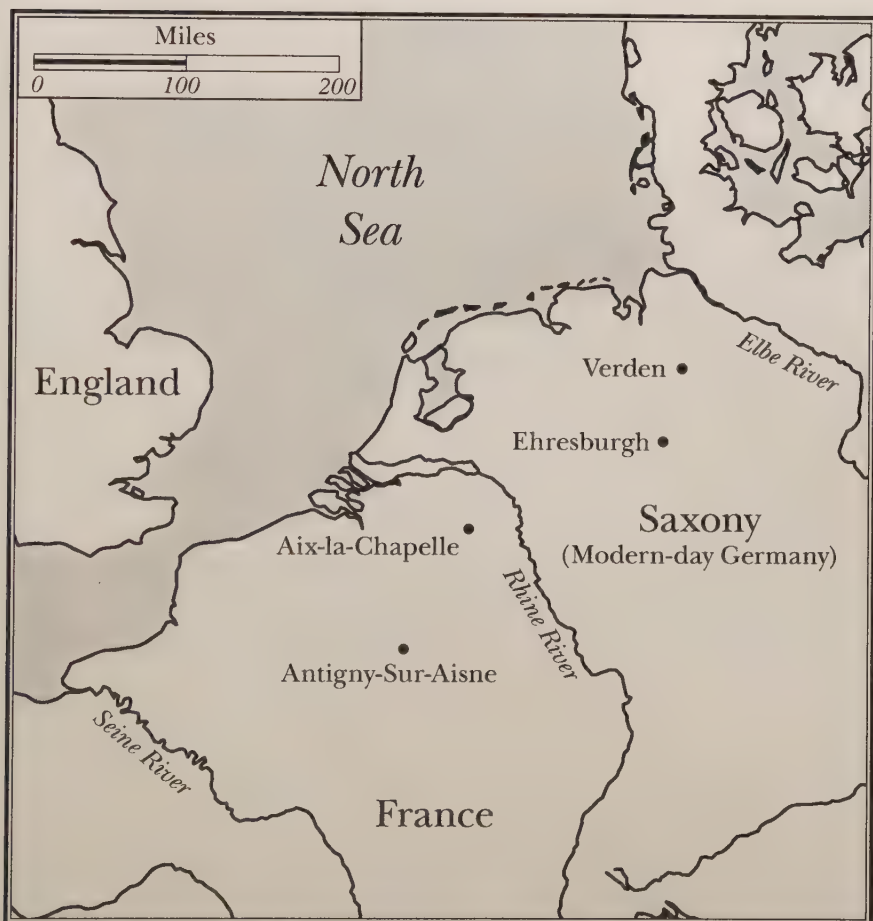 Miles
0 100 200
North
Sea
England
Elbe River
Verden
Ehresburgh
Saxony
(Modern-day Germany)
Aix-la-Chapelle
Rhine River
Antigny-Sur-Aisne
Seine River
France